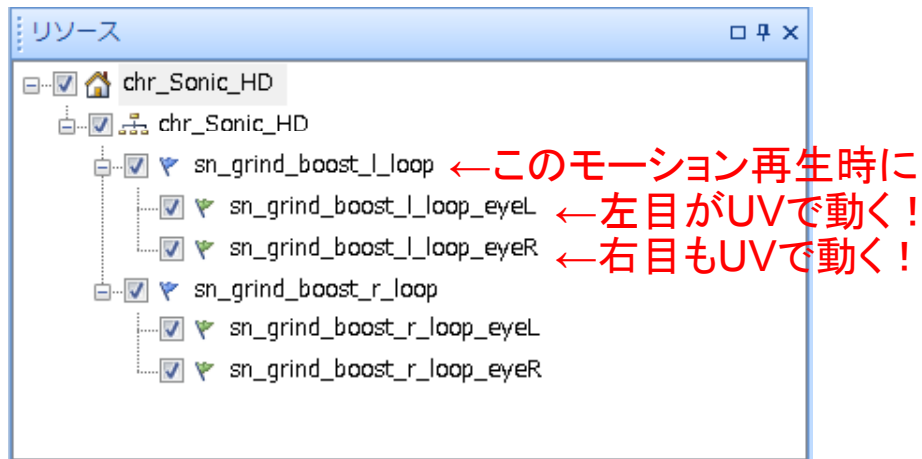 リソース
chr_Sonic_HD
chr_Sonic_HD
sn_grind_boost_l_loop ←このモーション再生時に
sn_grind_boost_l_loop_eyeL ←左目がUVで動く！
sn_grind_boost_l_loop_eyeR ←右目もUVで動く！
sn_grind_boost_r_loop
sn_grind_boost_r_loop_eyeL
sn_grind_boost_r_loop_eyeR